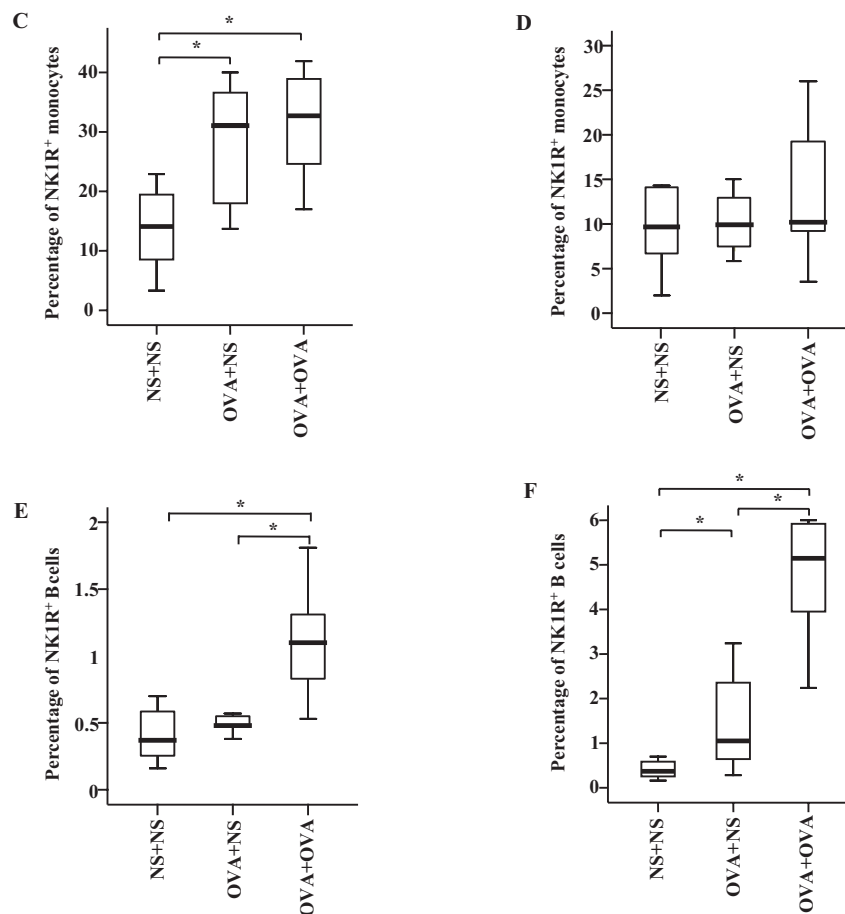 C
*
*
40
30
20
10
0
Percentage of NK1R⁺ monocytes
NS+NS
OVA+NS
OVA+OVA
D
30
25
20
15
10
5
0
Percentage of NK1R⁺ monocytes
NS+NS
OVA+NS
OVA+OVA
E
*
*
2
1.5
1
0.5
0
Percentage of NK1R⁺ B cells
NS+NS
OVA+NS
OVA+OVA
F
*
*
*
6
5
4
3
2
1
0
Percentage of NK1R⁺ B cells
NS+NS
OVA+NS
OVA+OVA